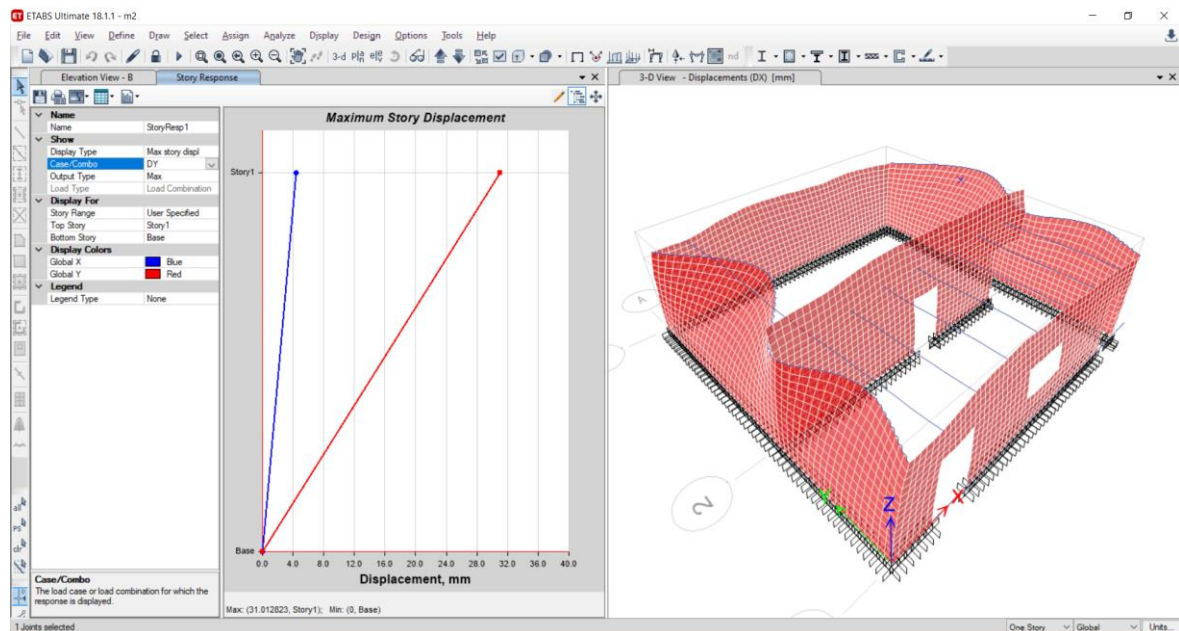 ETABS Ultimate 18.1.1 - m2
File Edit View Define Draw Select Assign Analyze Display Design Options Tools Help
3-d
nd
Elevation View - B
Story Response
3-D View - Displacements (DX) [mm]
Name
Name StoryResp1
Show
Display Type Max story displ
Case/Combo DY
Output Type Max
Load Type Load Combination
Display For
Story Range User Specified
Top Story Story1
Bottom Story Base
Display Colors
Global X Blue
Global Y Red
Legend
Legend Type None
Maximum Story Displacement
Story1
Base
0.0 4.0 8.0 12.0 16.0 20.0 24.0 28.0 32.0 36.0 40.0
Displacement, mm
Max: (31.012823, Story1); Min: (0, Base)
Case/Combo
The load case or load combination for which the
response is displayed.
all
ps
clr
A
2
Y
Z
X
1 Joints selected
One Story Global Units...